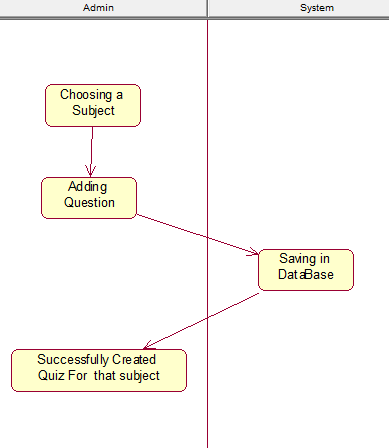 Admin
System
Choosing a
Subject
Adding
Question
Saving in
DataBase
Successfully Created
Quiz For that subject